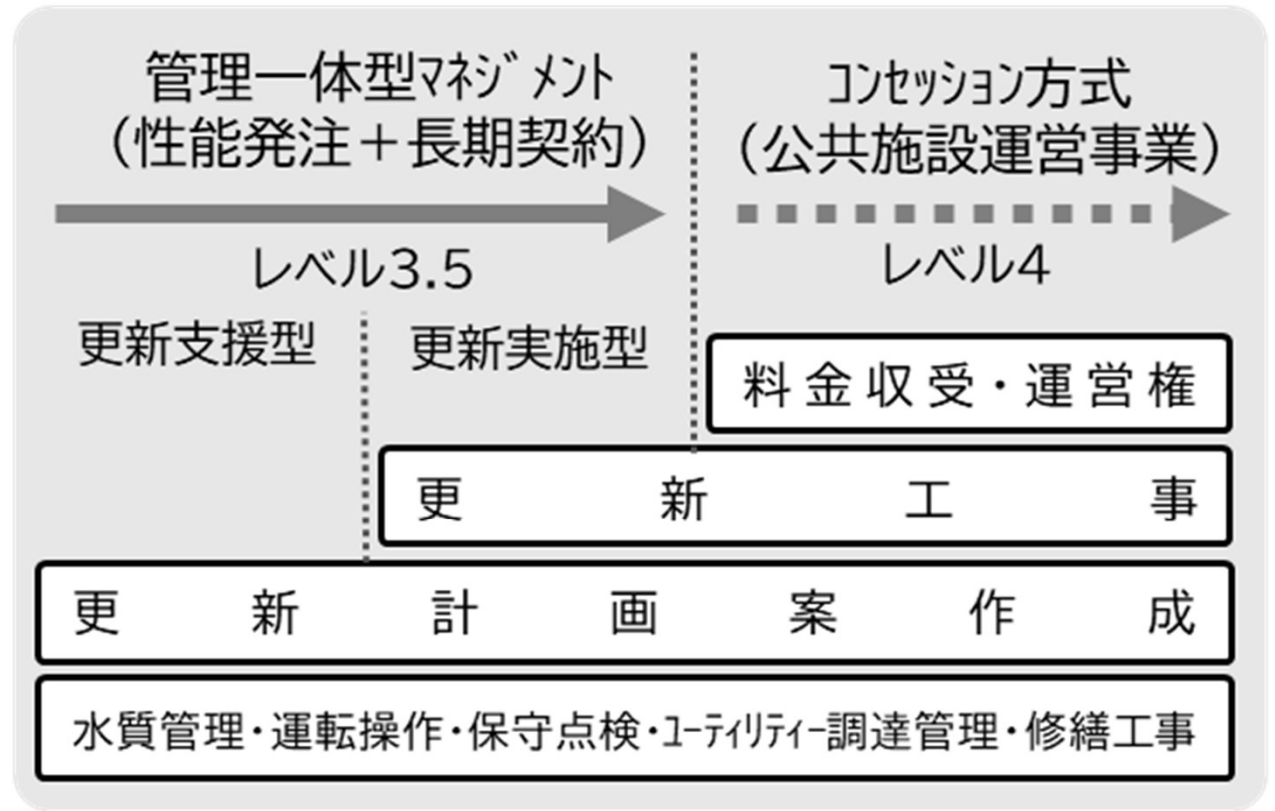 管理一体型ﾏﾈｼﾞﾒﾝﾄ
（性能発注＋長期契約）
レベル3.5
更新支援型
更新実施型
ｺﾝｾｯｼｮﾝ方式
（公共施設運営事業）
レベル4
料金収受・運営権
更新工事
更新計画案作成
水質管理・運転操作・保守点検・ﾕｰﾃｨﾘﾃｨｰ調達管理・修繕工事